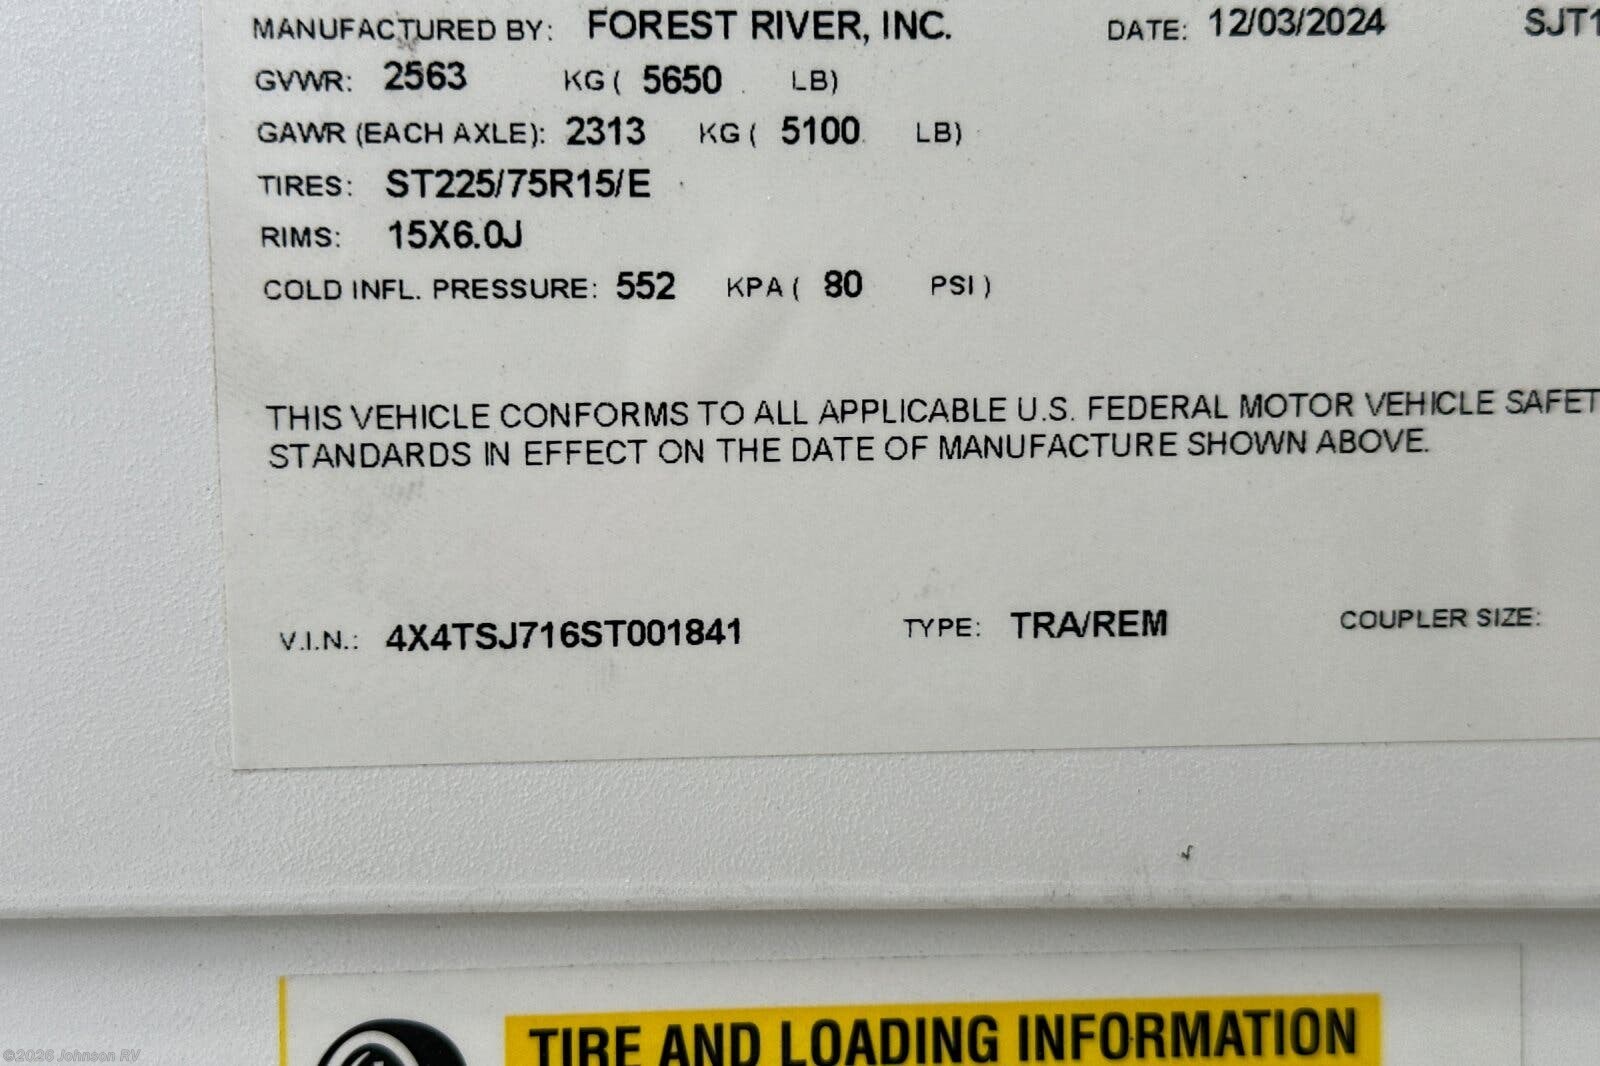 MANUFACTURED BY: FOREST RIVER, INC. DATE: 12/03/2024 SJT1
GVWR: 2563 KG ( 5650 LB)
GAWR (EACH AXLE): 2313 KG ( 5100 LB)
TIRES: ST225/75R15/E
RIMS: 15X6.0J
COLD INFL. PRESSURE: 552 KPA ( 80 PSI )
THIS VEHICLE CONFORMS TO ALL APPLICABLE U.S. FEDERAL MOTOR VEHICLE SAFET
STANDARDS IN EFFECT ON THE DATE OF MANUFACTURE SHOWN ABOVE.
V.I.N.: 4X4TSJ716ST001841 TYPE: TRA/REM COUPLER SIZE:
TIRE AND LOADING INFORMATION
©2026 Johnson RV